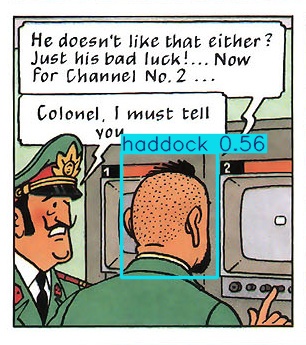 He doesn't like that either?
Just his bad luck!... Now
for Channel No. 2 ...
Colonel, I must tell
you
haddock 0.56
1
2